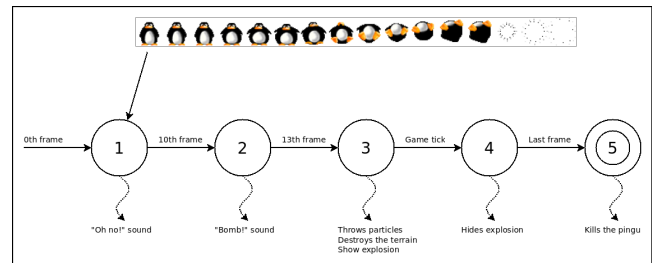 0th frame
1
10th frame
2
13th frame
3
Game tick
4
Last frame
5
"Oh no!" sound
"Bomb!" sound
Throws particles
Destroys the terrain
Show explosion
Hides explosion
Kills the pingu